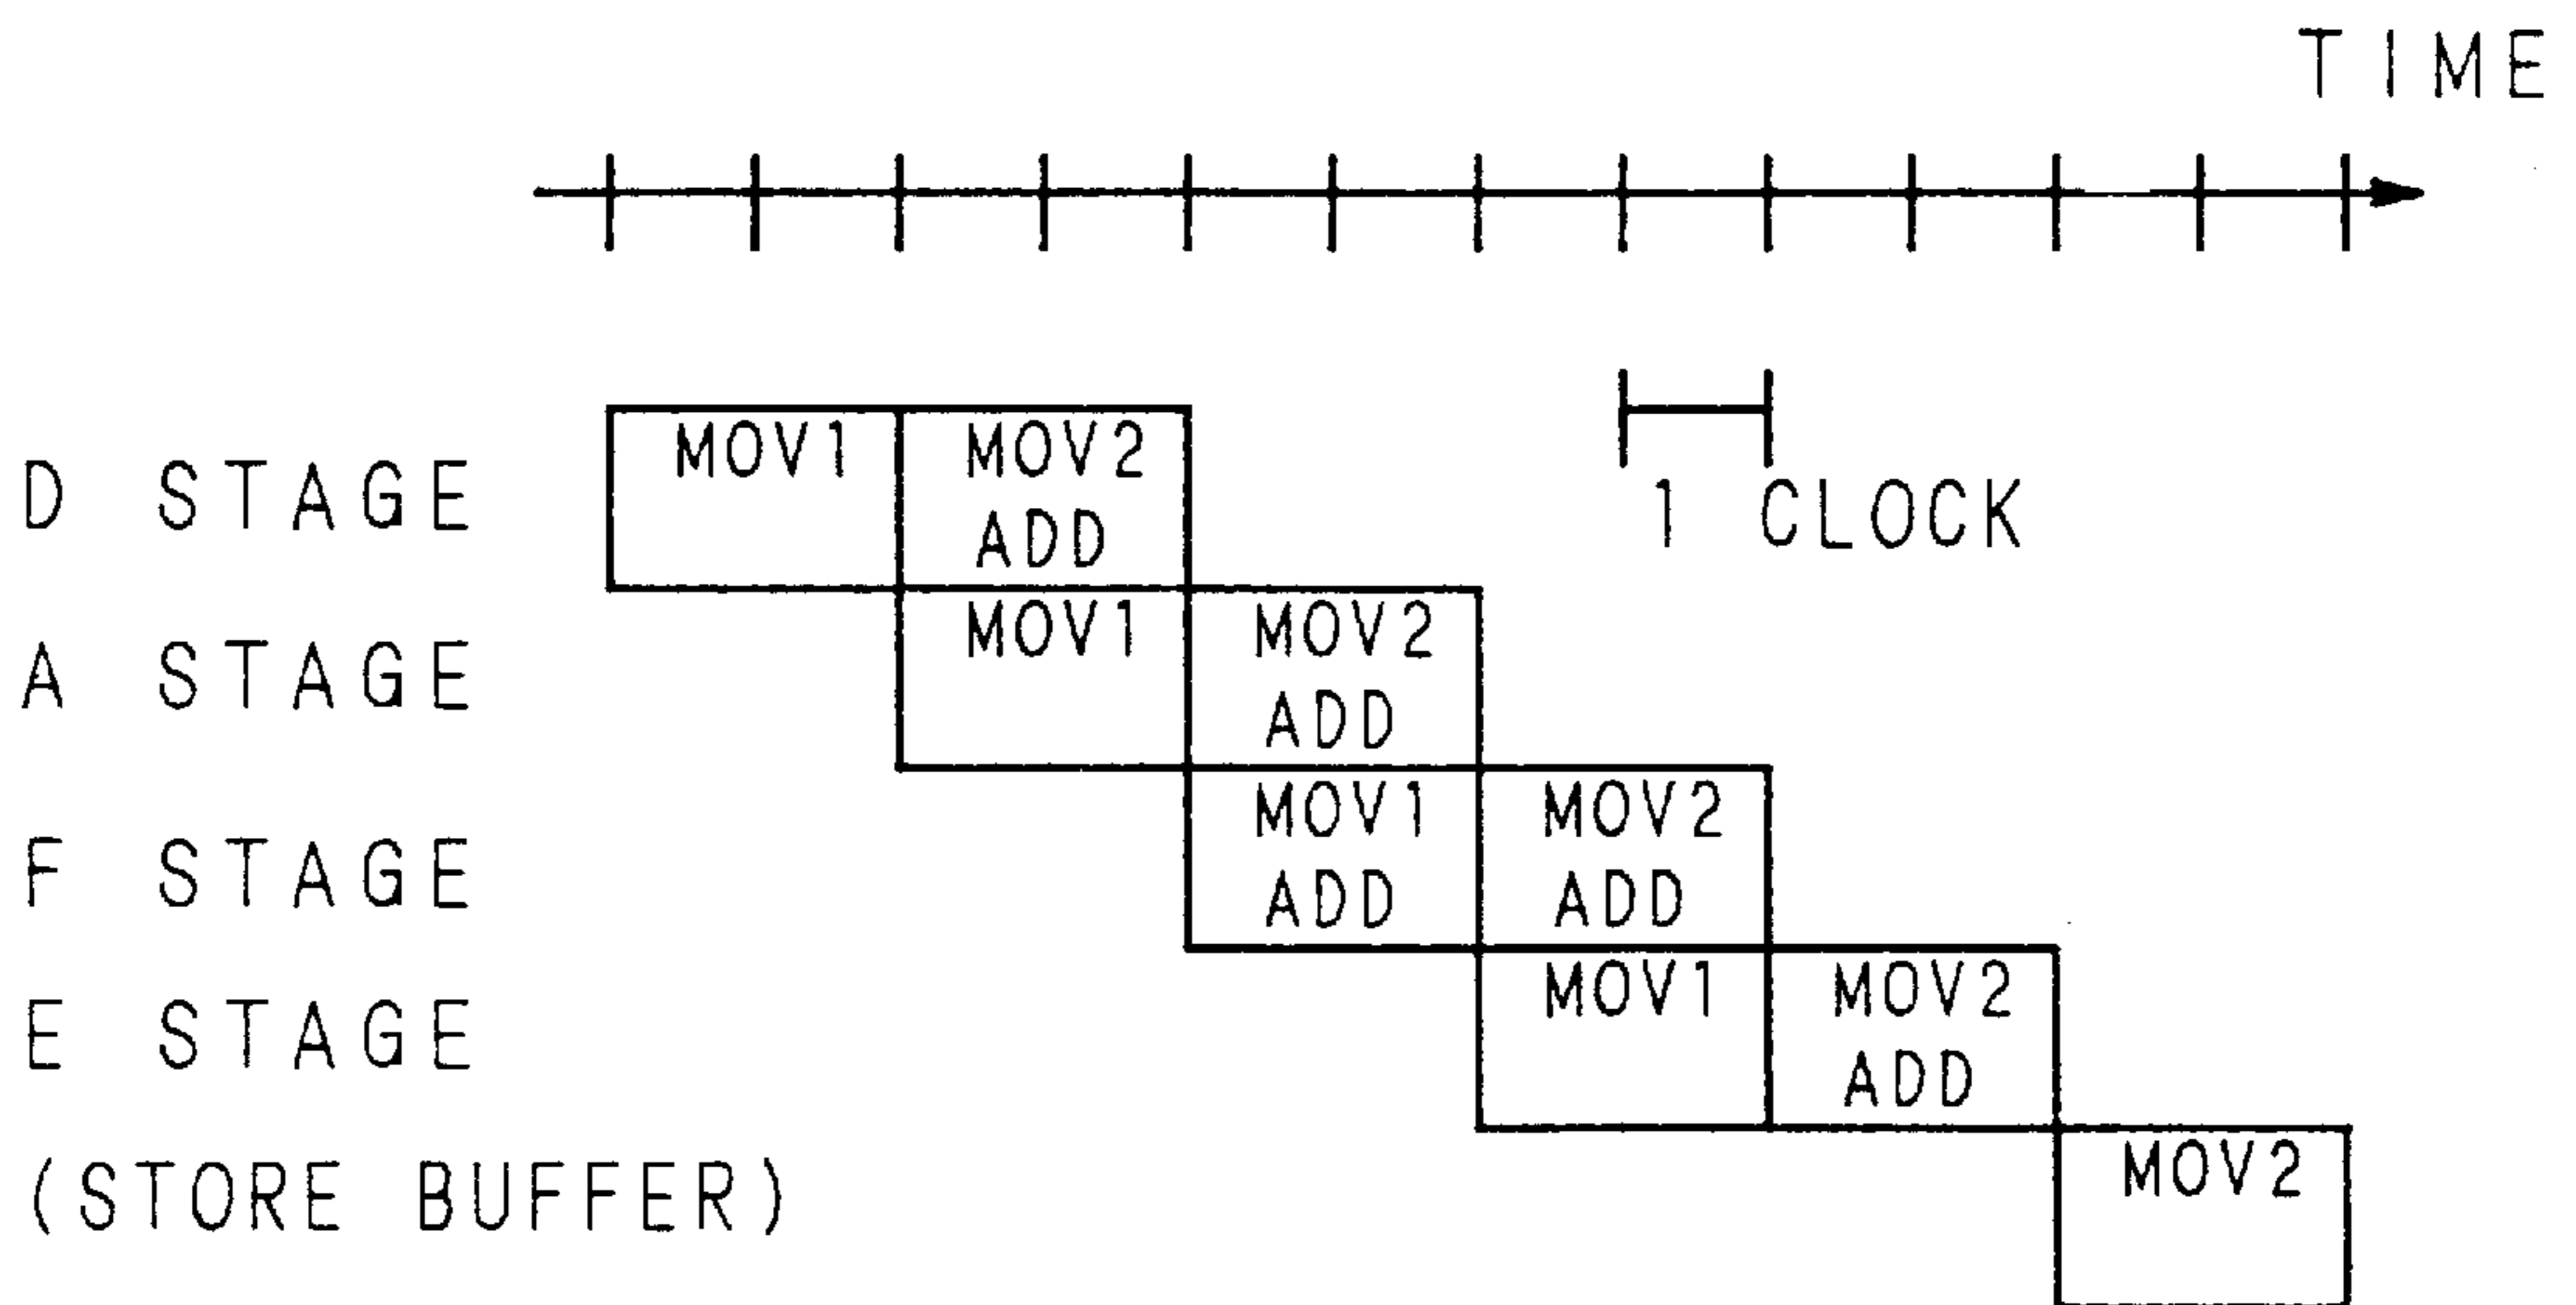 TIME
1 CLOCK
D STAGE
MOV1
MOV2
ADD
A STAGE
MOV1
MOV2
ADD
F STAGE
MOV1
ADD
MOV2
ADD
E STAGE
MOV1
MOV2
ADD
(STORE BUFFER)
MOV2